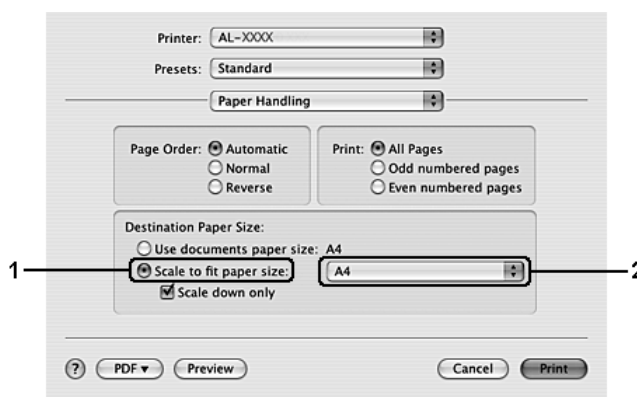 Printer: AL-XXXX
Presets: Standard
Paper Handling
Page Order: Automatic
Normal
Reverse
Print: All Pages
Odd numbered pages
Even numbered pages
Destination Paper Size:
Use documents paper size: A4
1 Scale to fit paper size: A4 2
Scale down only
? PDF Preview Cancel Print